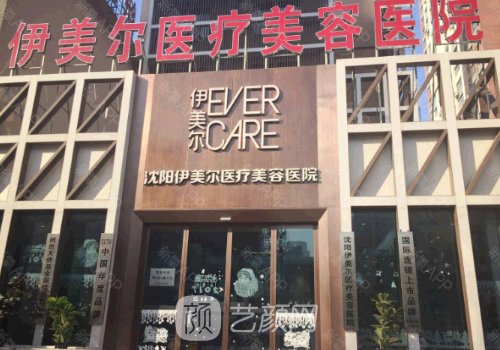 伊美尔医疗美容医院
伊美尔
EVER
CARE
沈阳伊美尔医疗美容医院
CCTV
中国年度品牌
沈阳伊美尔医疗美容医院
国际连锁上市品牌
颜 艺颜网